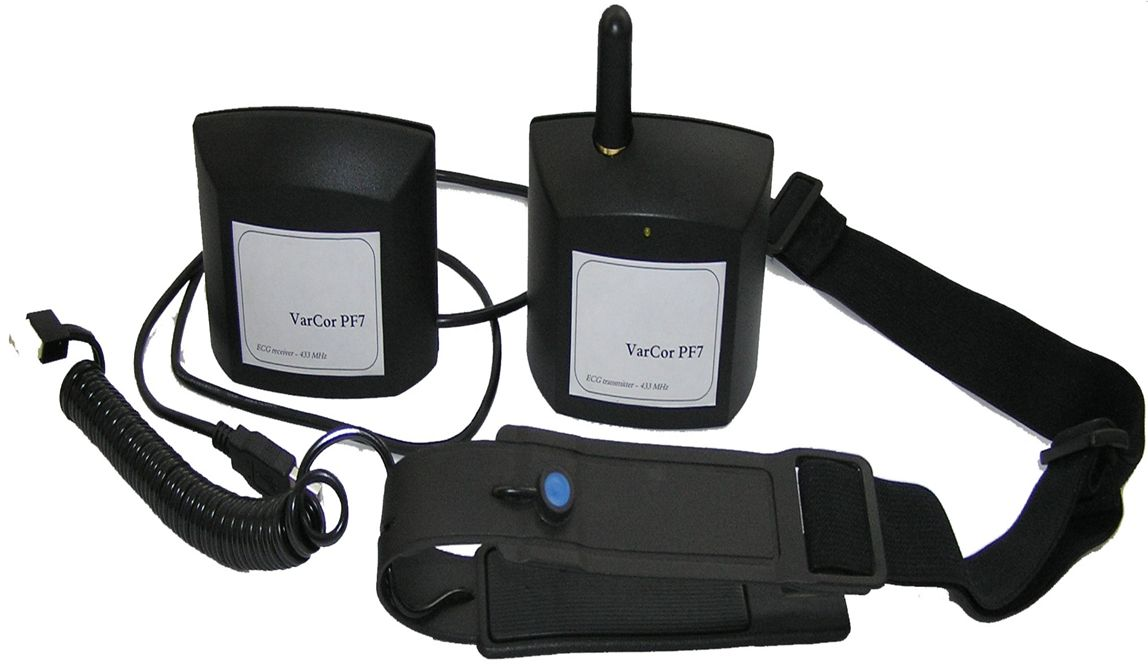 VarCor PF7
ECG receiver - 433 MHz
VarCor PF7
ECG transmitter - 433 MHz